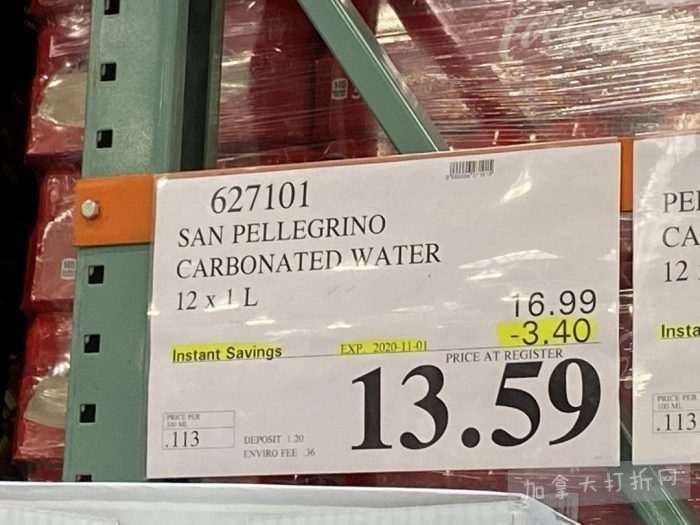 627101
SAN PELLEGRINO
CARBONATED WATER
12 x 1 L
16.99
-3.40
Instant Savings
EXP. 2020-11-01
PRICE AT REGISTER
13.59
PRICE PER
100 ML
.113
DEPOSIT 1.20
ENVIRO FEE .36
PE
CA
12
Insta
PRICE PER
100 ML
.113
加拿大打折网